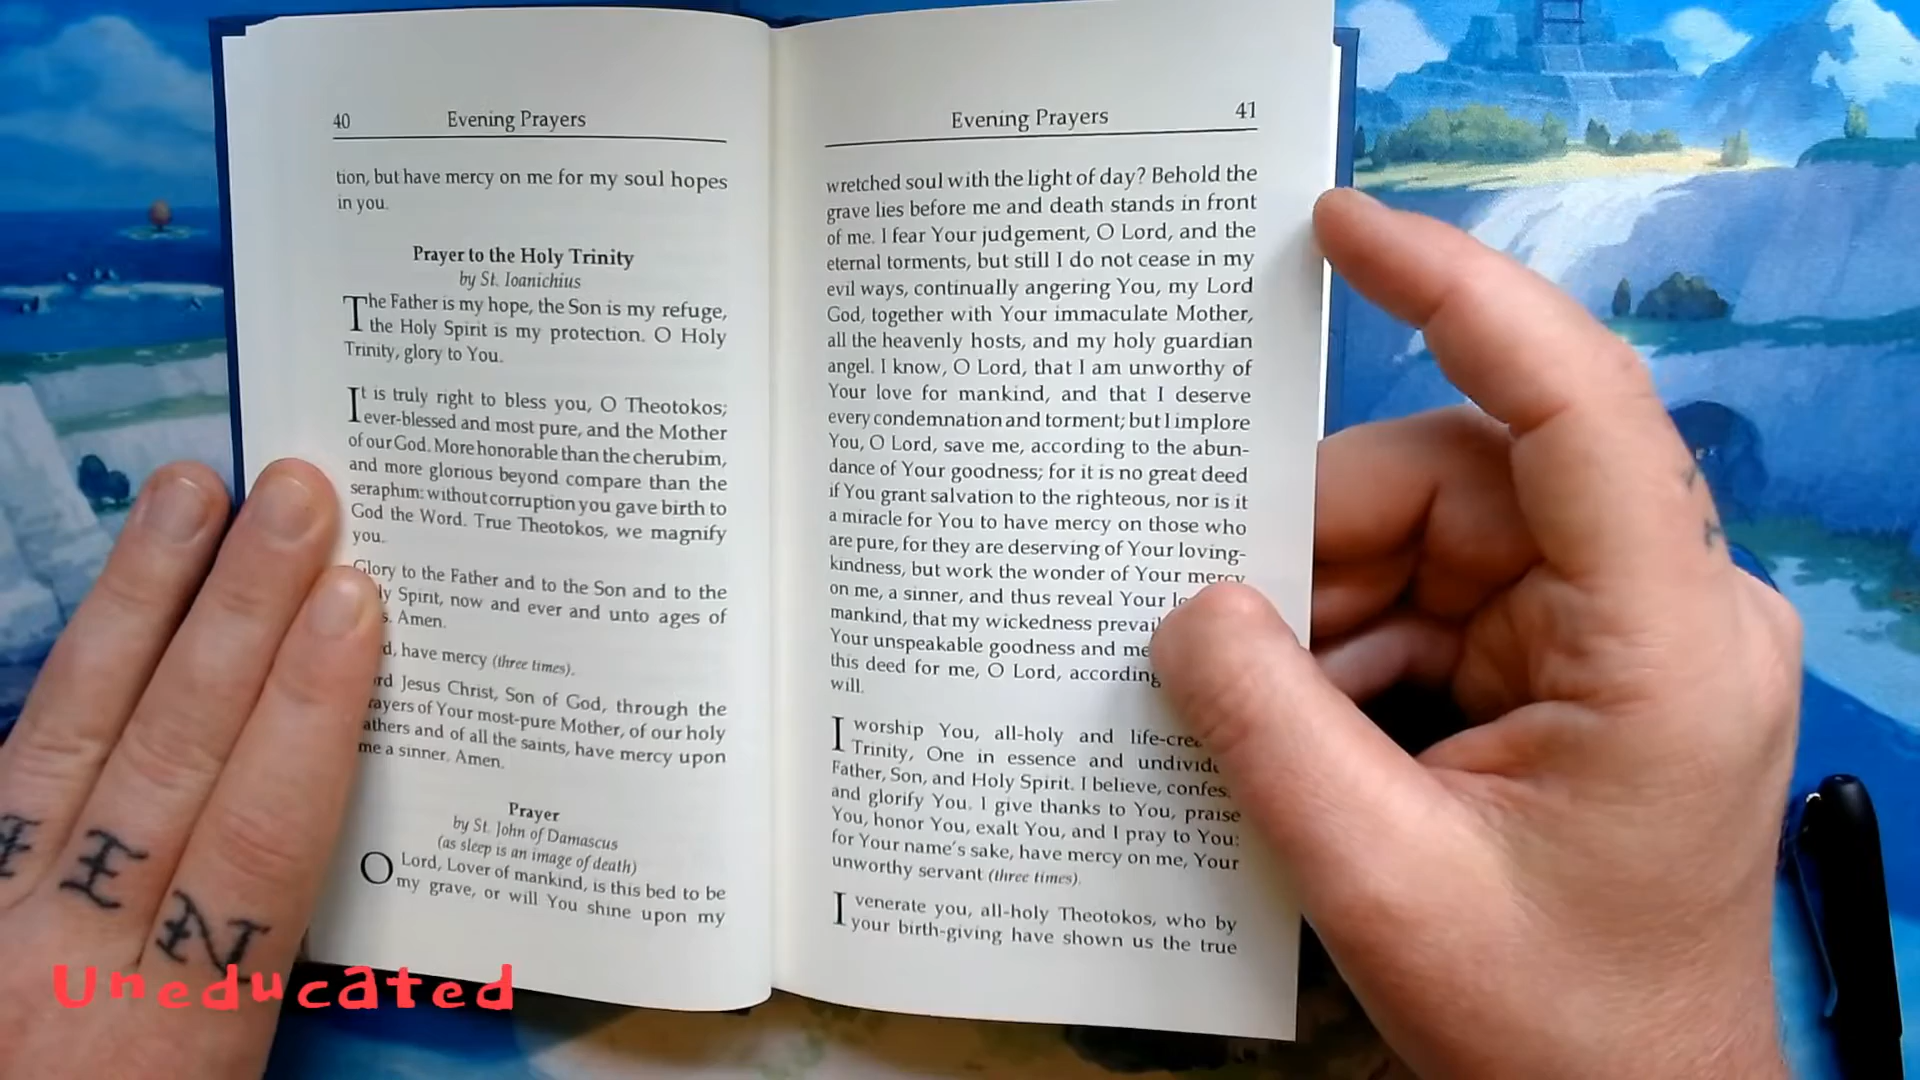 40 Evening Prayers
tion, but have mercy on me for my soul hopes
in you.
Prayer to the Holy Trinity
by St. Ioanichius
The Father is my hope, the Son is my refuge,
the Holy Spirit is my protection. O Holy
Trinity, glory to You.
It is truly right to bless you, O Theotokos;
ever-blessed and most pure, and the Mother
of our God. More honorable than the cherubim,
and more glorious beyond compare than the
seraphim: without corruption you gave birth to
God the Word. True Theotokos, we magnify
you.
Glory to the Father and to the Son and to the
ly Spirit, now and ever and unto ages of
s. Amen.
d, have mercy (three times).
rd Jesus Christ, Son of God, through the
rayers of Your most-pure Mother, of our holy
athers and of all the saints, have mercy upon
me a sinner. Amen.
Prayer
by St. John of Damascus
(as sleep is an image of death)
O Lord, Lover of mankind, is this bed to be
my grave, or will You shine upon my
Evening Prayers 41
wretched soul with the light of day? Behold the
grave lies before me and death stands in front
of me. I fear Your judgement, O Lord, and the
eternal torments, but still I do not cease in my
evil ways, continually angering You, my Lord
God, together with Your immaculate Mother,
all the heavenly hosts, and my holy guardian
angel. I know, O Lord, that I am unworthy of
Your love for mankind, and that I deserve
every condemnation and torment; but I implore
You, O Lord, save me, according to the abun-
dance of Your goodness; for it is no great deed
if You grant salvation to the righteous, nor is it
a miracle for You to have mercy on those who
are pure, for they are deserving of Your loving-
kindness, but work the wonder of Your mercy
on me, a sinner, and thus reveal Your
mankind, that my wickedness prevail
Your unspeakable goodness and me
this deed for me, O Lord, according
will.
I worship You, all-holy and life-crea
Trinity, One in essence and undivid
Father, Son, and Holy Spirit. I believe, confes
and glorify You. I give thanks to You, praise
You, honor You, exalt You, and I pray to You:
for Your name's sake, have mercy on me, Your
unworthy servant (three times).
I venerate you, all-holy Theotokos, who by
your birth-giving have shown us the true
E N
Uneducated